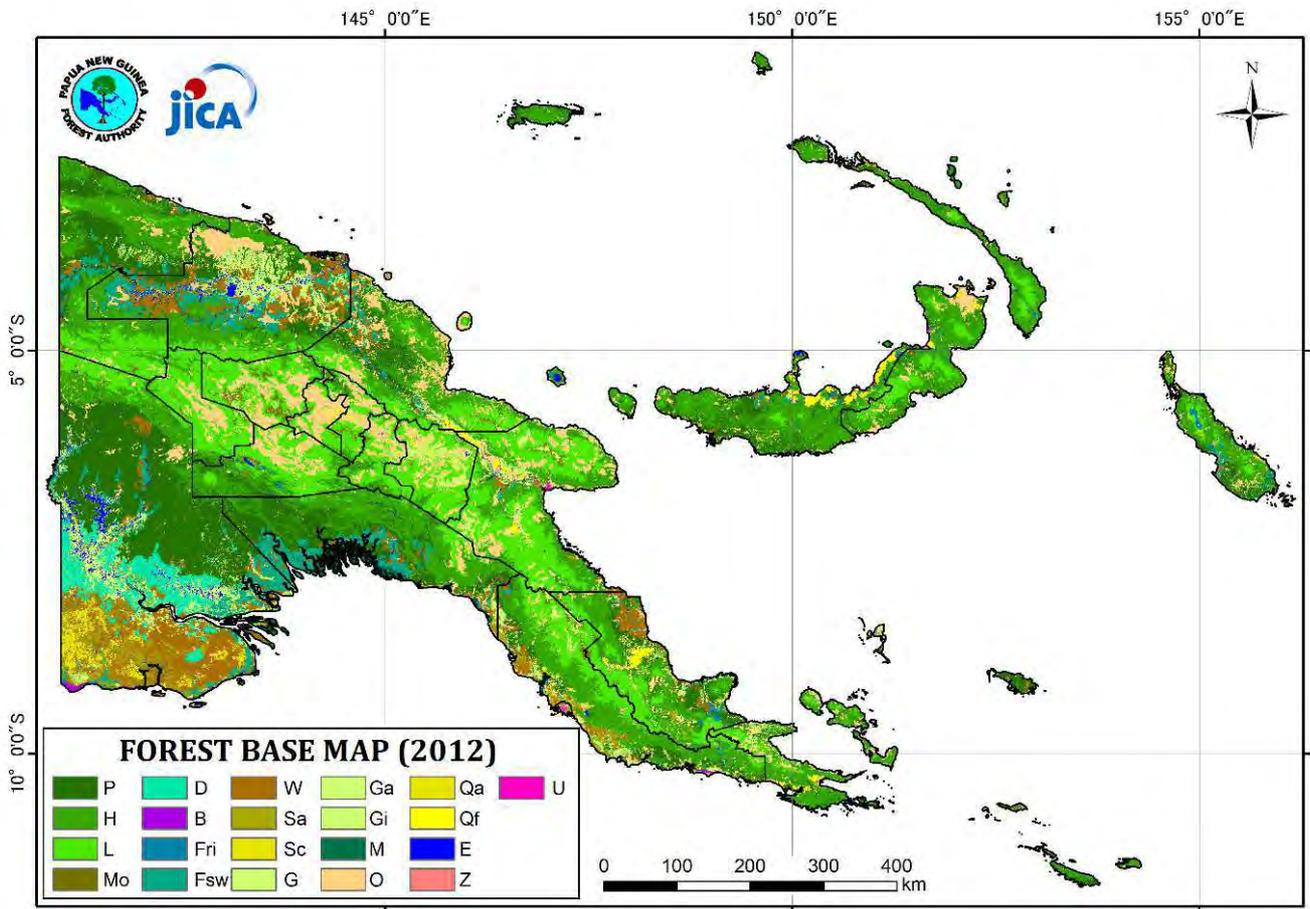 145° 0'0"E 150° 0'0"E 155° 0'0"E
PAPUA NEW GUINEA
FOREST AUTHORITY
jICA
N
5° 0'0"S
10° 0'0"S
FOREST BASE MAP (2012)
P D W Ga Qa U
H B Sa Gi Qf
L Fri Sc M E
Mo Fsw G O Z
0 100 200 300 400
km